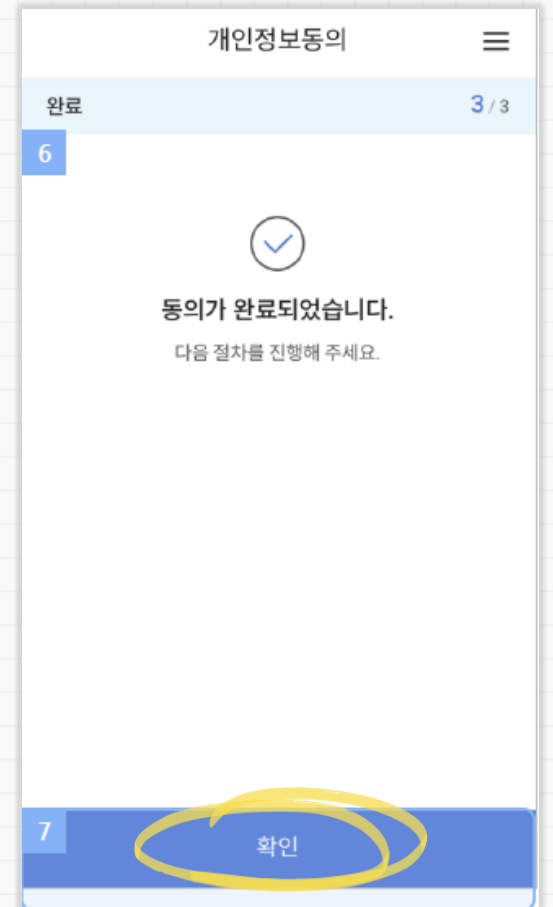 개인정보동의
완료 3 / 3
6
동의가 완료되었습니다.
다음 절차를 진행해 주세요.
7
확인